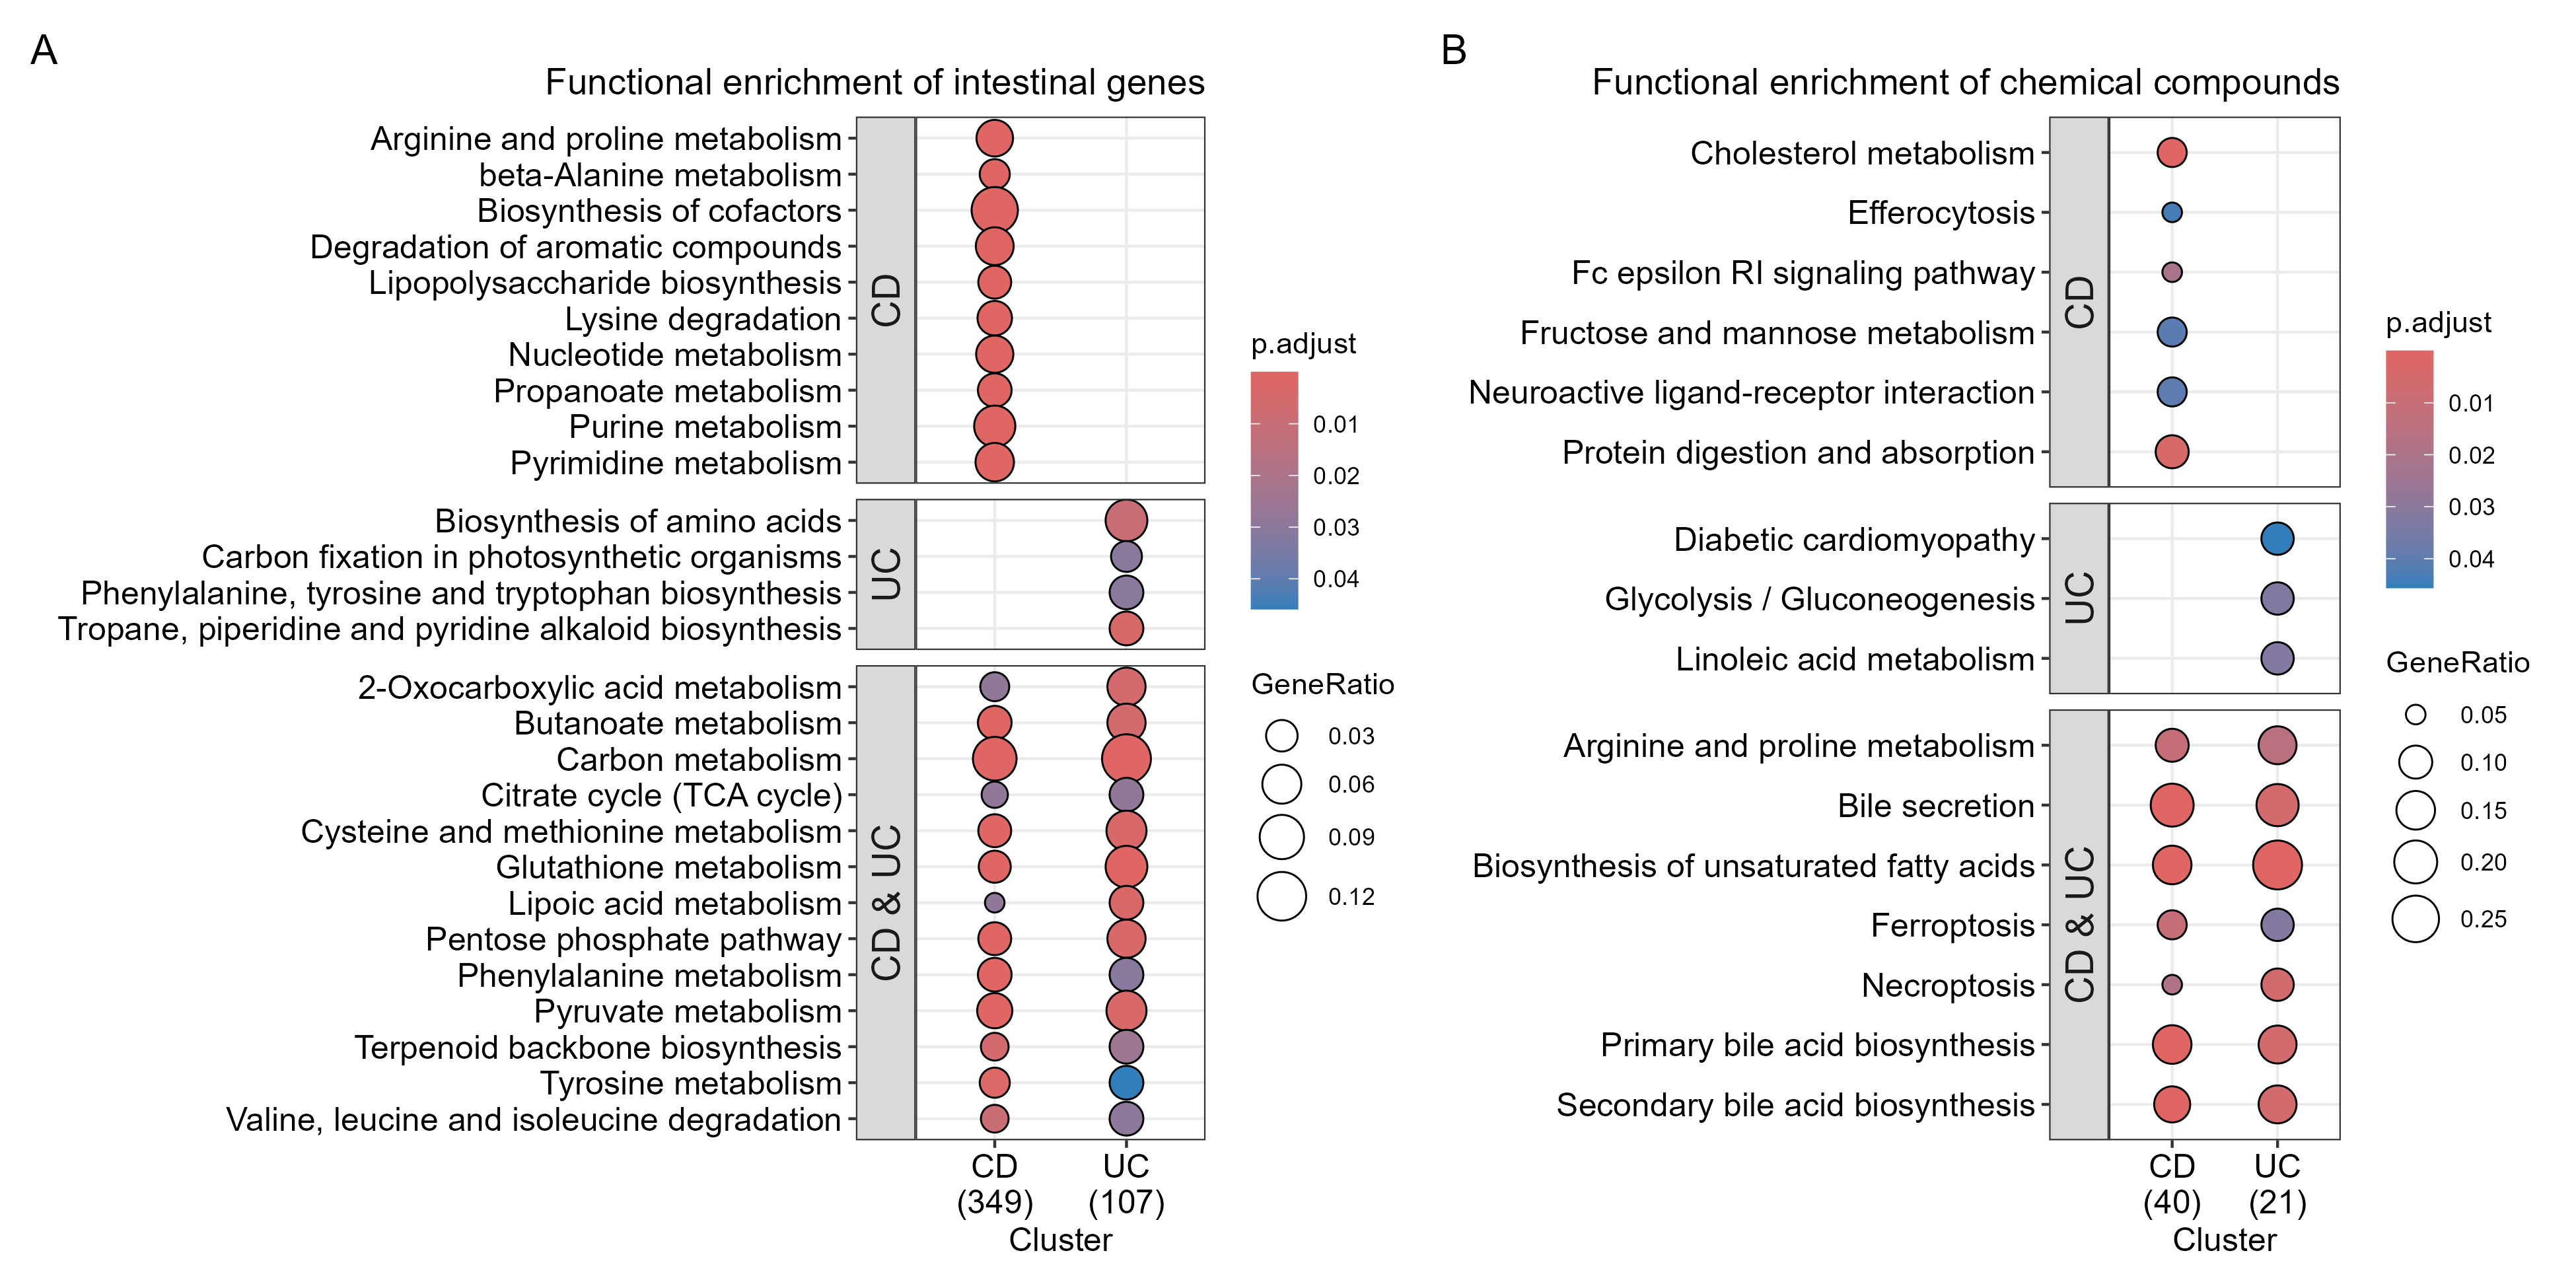 A
Functional enrichment of intestinal genes
Arginine and proline metabolism
beta-Alanine metabolism
Biosynthesis of cofactors
Degradation of aromatic compounds
Lipopolysaccharide biosynthesis
Lysine degradation
Nucleotide metabolism
Propanoate metabolism
Purine metabolism
Pyrimidine metabolism
CD
Biosynthesis of amino acids
Carbon fixation in photosynthetic organisms
Phenylalanine, tyrosine and tryptophan biosynthesis
Tropane, piperidine and pyridine alkaloid biosynthesis
UC
2-Oxocarboxylic acid metabolism
Butanoate metabolism
Carbon metabolism
Citrate cycle (TCA cycle)
Cysteine and methionine metabolism
Glutathione metabolism
Lipoic acid metabolism
Pentose phosphate pathway
Phenylalanine metabolism
Pyruvate metabolism
Terpenoid backbone biosynthesis
Tyrosine metabolism
Valine, leucine and isoleucine degradation
CD & UC
CD
(349)
UC
(107)
Cluster
p.adjust
0.01
0.02
0.03
0.04
GeneRatio
0.03
0.06
0.09
0.12
B
Functional enrichment of chemical compounds
Cholesterol metabolism
Efferocytosis
Fc epsilon RI signaling pathway
Fructose and mannose metabolism
Neuroactive ligand-receptor interaction
Protein digestion and absorption
CD
Diabetic cardiomyopathy
Glycolysis / Gluconeogenesis
Linoleic acid metabolism
UC
Arginine and proline metabolism
Bile secretion
Biosynthesis of unsaturated fatty acids
Ferroptosis
Necroptosis
Primary bile acid biosynthesis
Secondary bile acid biosynthesis
CD & UC
CD
(40)
UC
(21)
Cluster
p.adjust
0.01
0.02
0.03
0.04
GeneRatio
0.05
0.10
0.15
0.20
0.25